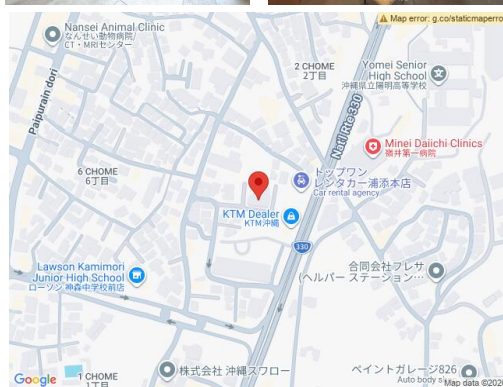 Map error: g.co/staticmaperro
Nansei Animal Clinic
なんせい動物病院/
CT・MRIセンター
2 CHOME
2丁目
Yomei Senior
High School
沖縄県立陽明高等学校
Paipurain dori
Nat'l Rte 330
Minei Daiichi Clinics
嶺井第一病院
6 CHOME
6丁目
トップワン
レンタカー浦添本店
Car rental agency
KTM Dealer
KTM沖縄
330
Lawson Kamimori
Junior High School
ローソン 神森中学校前店
合同会社フレサ
(ヘルパー ステーション…
株式会社 沖縄スワロー
1 CHOME
1丁目
ペイントガレージ826
Auto body
Google
Map data ©202